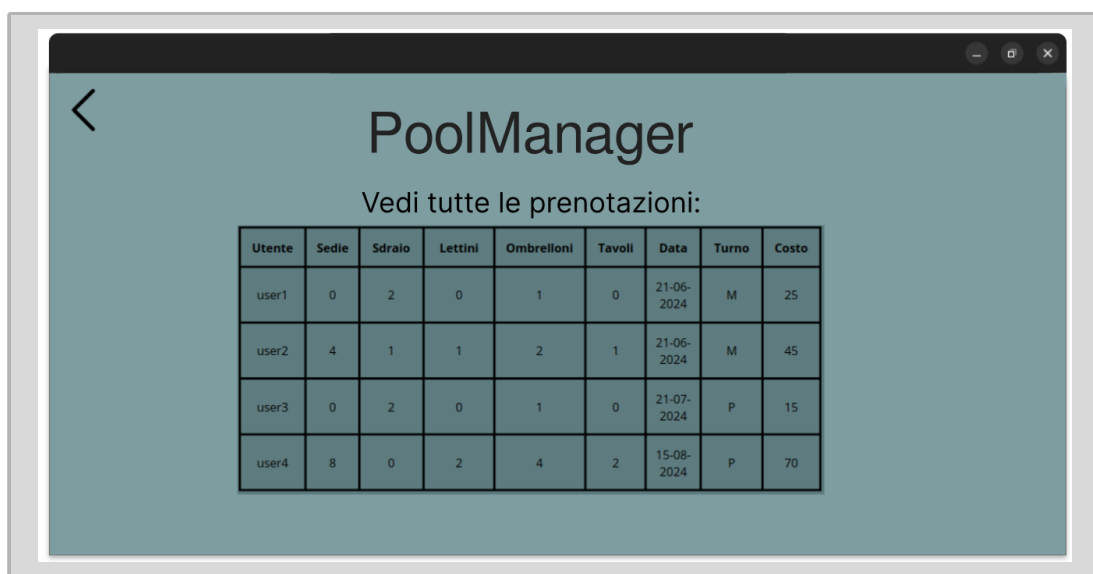 PoolManager
Vedi tutte le prenotazioni:
Utente Sedie Sdraio Lettini Ombrelloni Tavoli Data Turno Costo
user1 0 2 0 1 0 21-06-2024 M 25
user2 4 1 1 2 1 21-06-2024 M 45
user3 0 2 0 1 0 21-07-2024 P 15
user4 8 0 2 4 2 15-08-2024 P 70